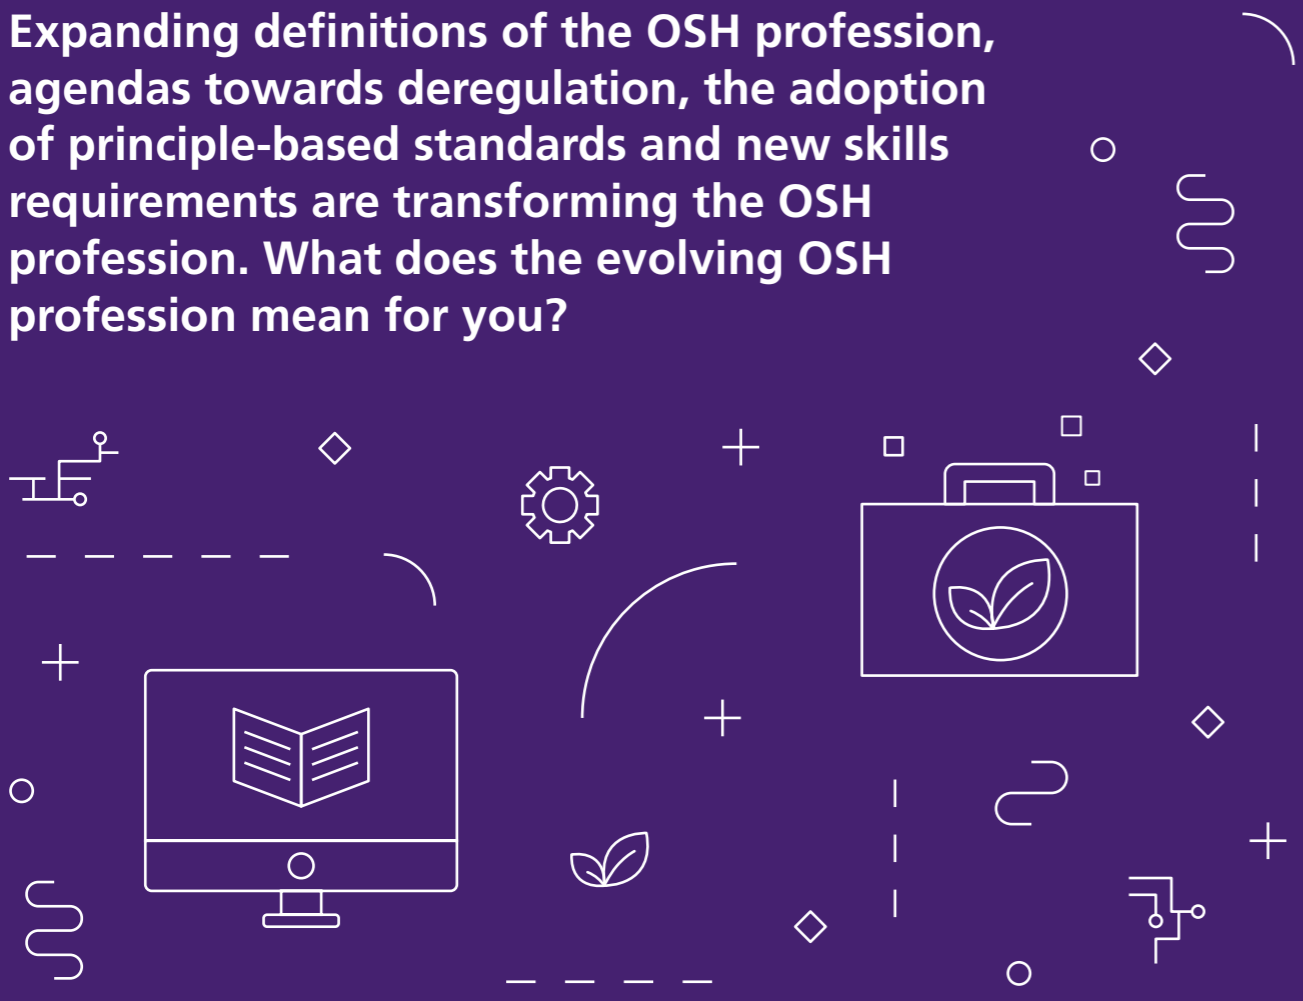 Expanding definitions of the OSH profession,
agendas towards deregulation, the adoption
of principle-based standards and new skills
requirements are transforming the OSH
profession. What does the evolving OSH
profession mean for you?